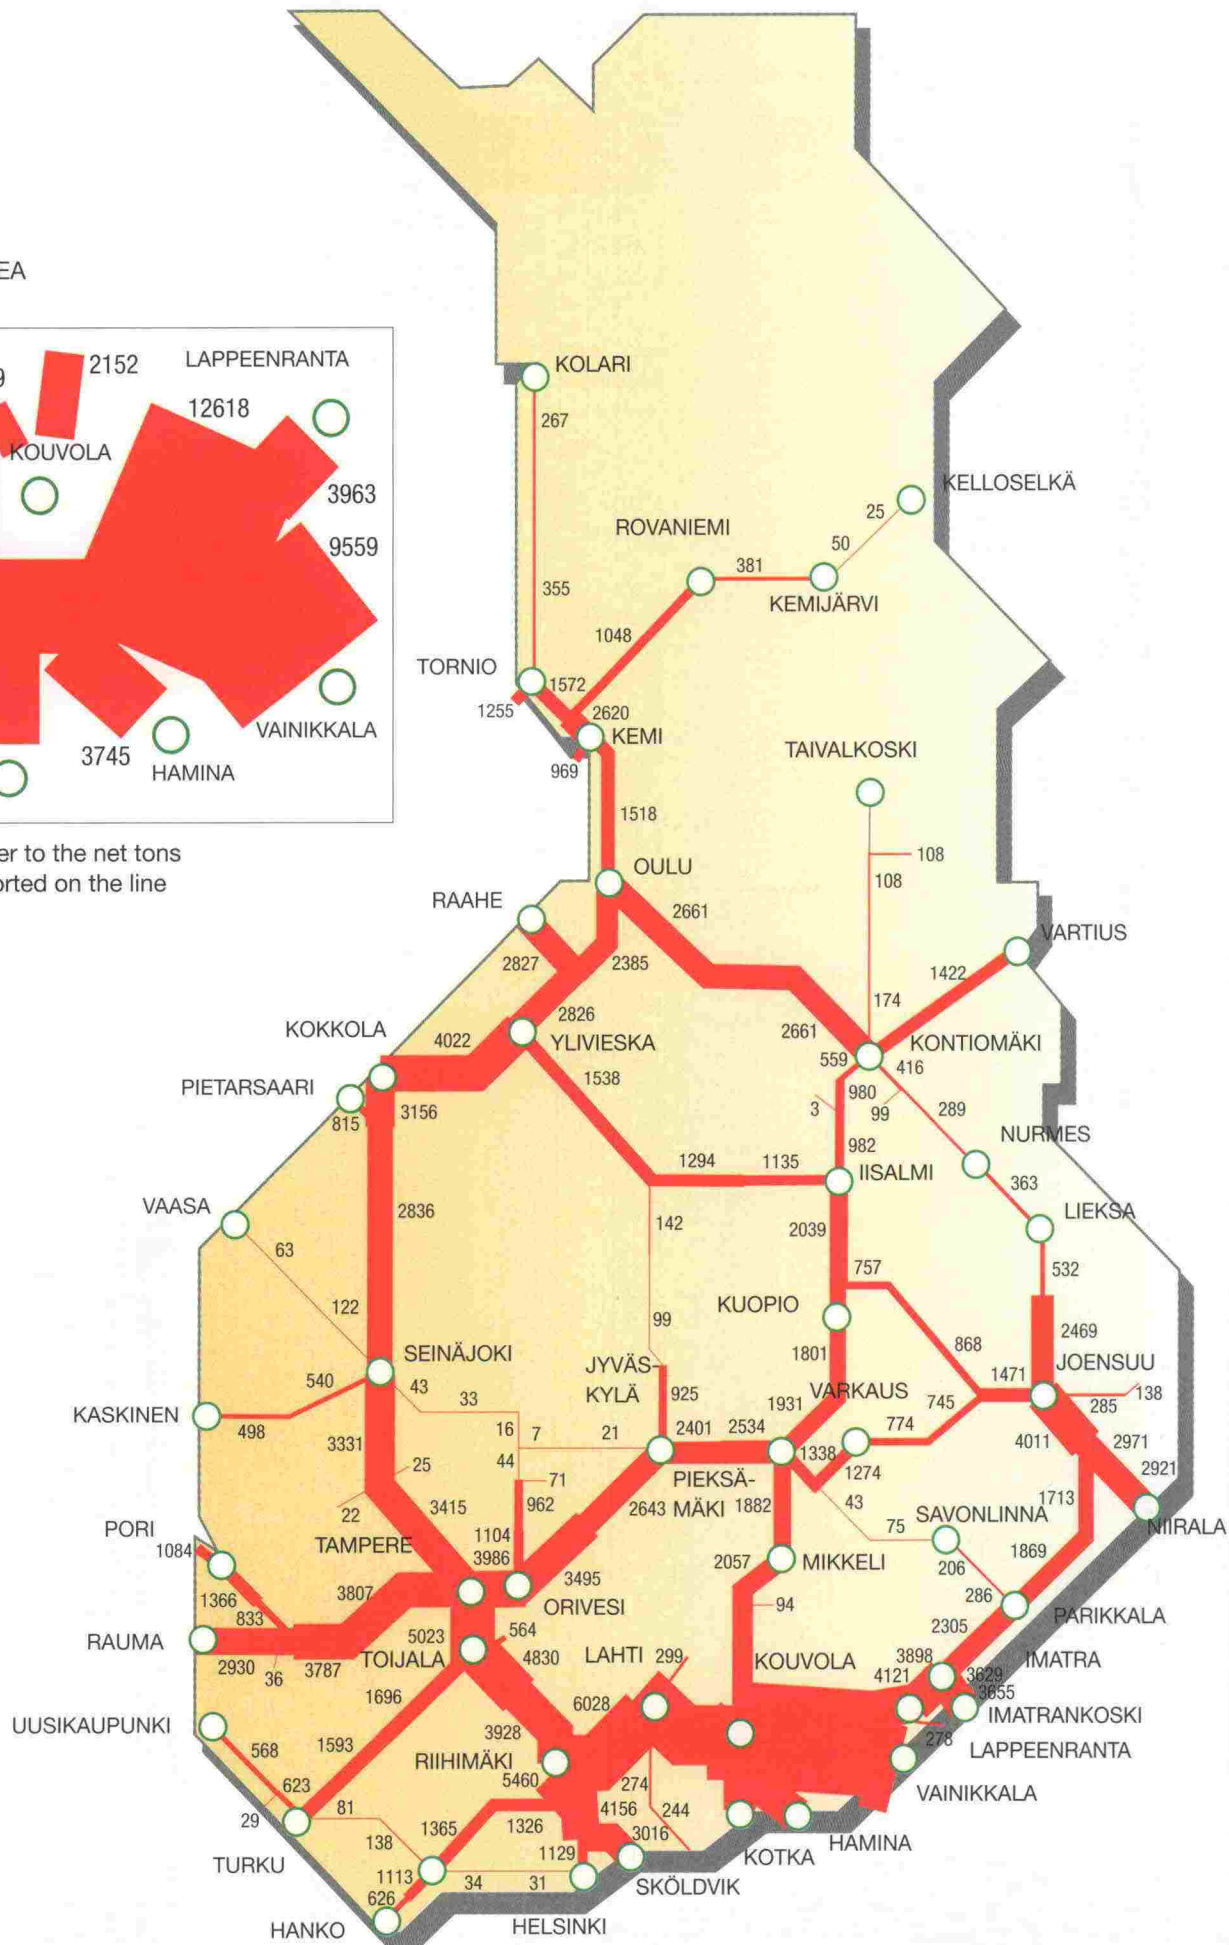 EA
9
2152
LAPPEENRANTA
12618
KOUVOLA
3963
9559
VAINIKKALA
3745
HAMINA
er to the net tons
orted on the line
KOLARI
267
KELLOSELKÄ
25
ROVANIEMI
50
381
355
KEMIJÄRVI
1048
TORNIO
1572
1255
2620
KEMI
TAIVALKOSKI
969
1518
108
OULU
108
RAAHE
2661
VARTIUS
2827
2385
1422
174
2826
KOKKOLA
4022
2661
YLIVIESKA
KONTIOMÄKI
559
416
PIETARSAARI
1538
980
3156
3
99
289
815
NURMES
982
1294
1135
IISALMI
363
VAASA
2836
LIEKSA
142
2039
63
757
532
KUOPIO
122
99
2469
868
SEINÄJOKI
JYVÄS-
1801
JOENSUU
540
43
33
KYLÄ
925
VARKAUS
1471
138
KASKINEN
1931
745
285
498
16
7
21
2401
2534
774
3331
4011
2971
44
1338
25
71
PIEKSÄ-
1274
2921
22
3415
962
2643
MÄKI
1882
43
1713
PORI
SAVONLINNA
NIIRALA
TAMPERE
1104
75
1084
3986
2057
MIKKELI
1869
1366
3807
3495
206
833
ORIVESI
94
286
PARIKKALA
RAUMA
5023
564
2305
2930
36
3787
TOIJALA
4830
LAHTI
299
KOUVOLA
3898
IMATRA
4121
3629
1696
3655
6028
UUSIKAUPUNKI
3928
IMATRANKOSKI
568
1593
278
RIIHIMÄKI
LAPPEENRANTA
5460
274
623
VAINIKKALA
29
81
4156
244
138
1365
1326
3016
HAMINA
TURKU
1129
KOTKA
1113
34
31
SKÖLDVIK
626
HANKO
HELSINKI